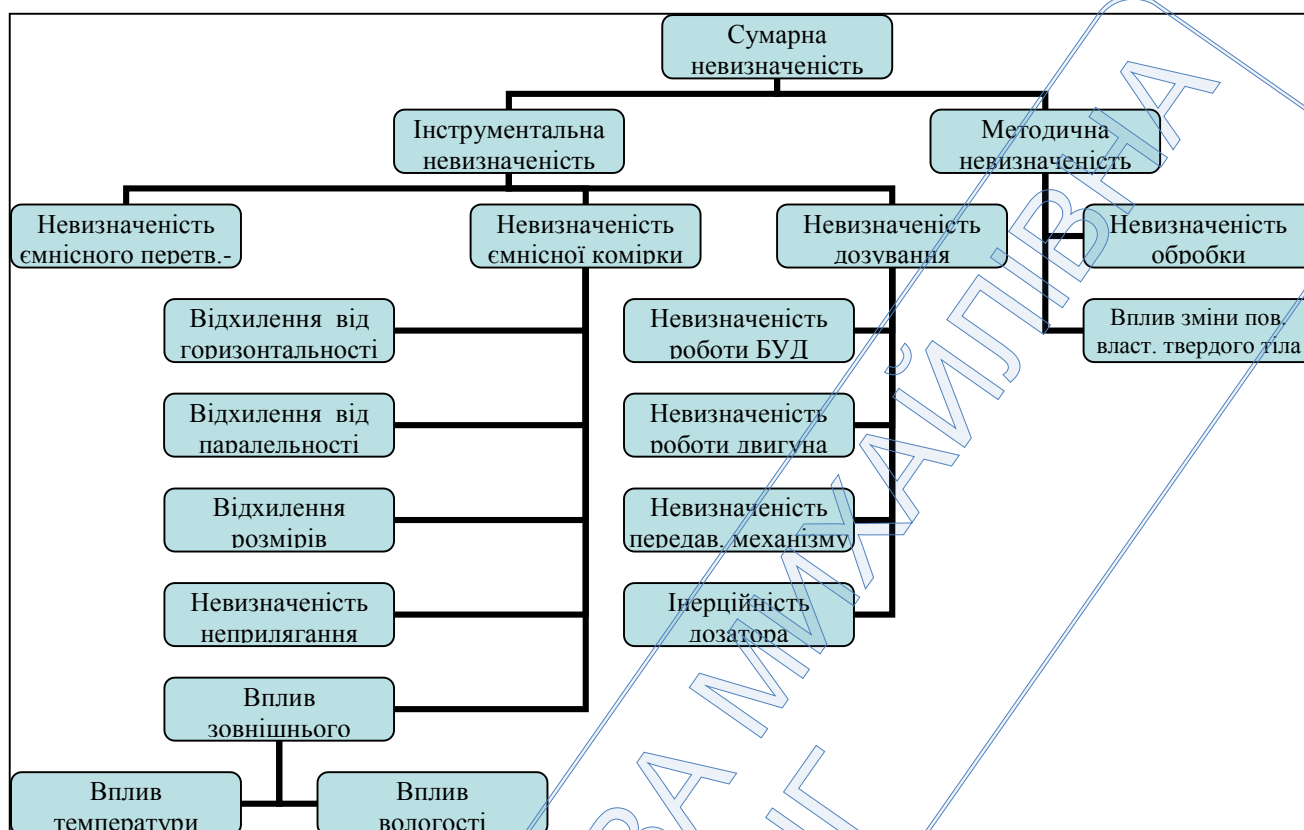 Сумарна
невизначеність
Інструментальна
невизначеність
Методична
невизначеність
Невизначеність
ємнісного перетв.-
Невизначеність
ємнісної комірки
Невизначеність
дозування
Невизначеність
обробки
Відхилення від
горизонтальності
Невизначеність
роботи БУД
Вплив зміни пов.
власт. твердого тіла
Відхилення від
паралельності
Невизначеність
роботи двигуна
Відхилення
розмірів
Невизначеність
передав. механізму
Невизначеність
неприлягання
Інерційність
дозатора
Вплив
зовнішнього
Вплив
температури
Вплив
вологості
ВА МИХАЙЛІВНА